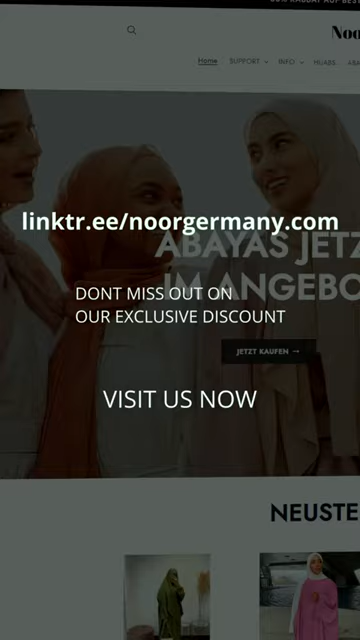 Noo
Home SUPPORT INFO HIJABS ABA
linktr.ee/noorgermany.com
ABAYAS JETZ
IM ANGEBO
DONT MISS OUT ON
OUR EXCLUSIVE DISCOUNT
JETZT KAUFEN →
VISIT US NOW
NEUSTE